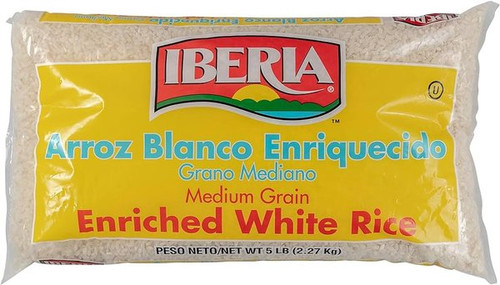 IBERIA
®
™
U
Arroz Blanco Enriquecido
Grano Mediano
Medium Grain
Enriched White Rice
PESO NETO/NET WT 5 LB (2.27 Kg)